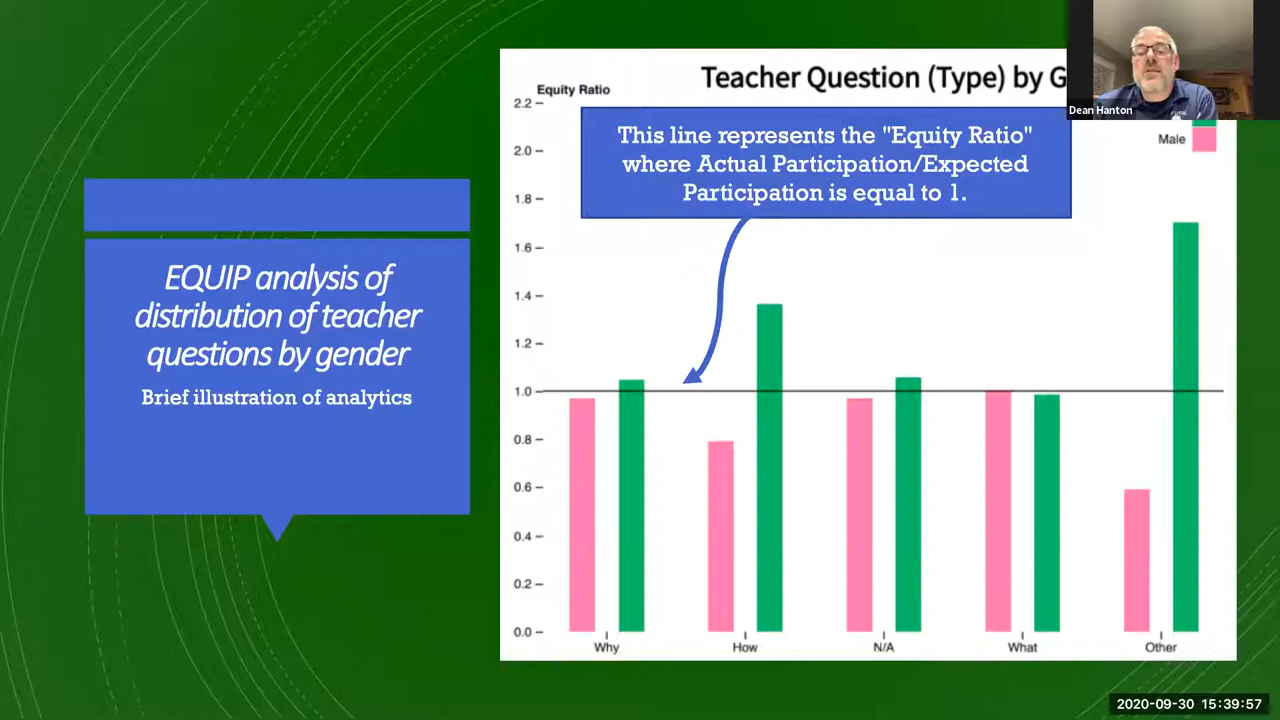 EQUIP analysis of
distribution of teacher
questions by gender
Brief illustration of analytics
Teacher Question (Type) by G
Equity Ratio
This line represents the "Equity Ratio"
where Actual Participation/Expected
Participation is equal to 1.
Male
2.2
2.0
1.8
1.6
1.4
1.2
1.0
0.8
0.6
0.4
0.2
0.0
Why
How
N/A
What
Other
Dean Hanton
2020-09-30 15:39:57